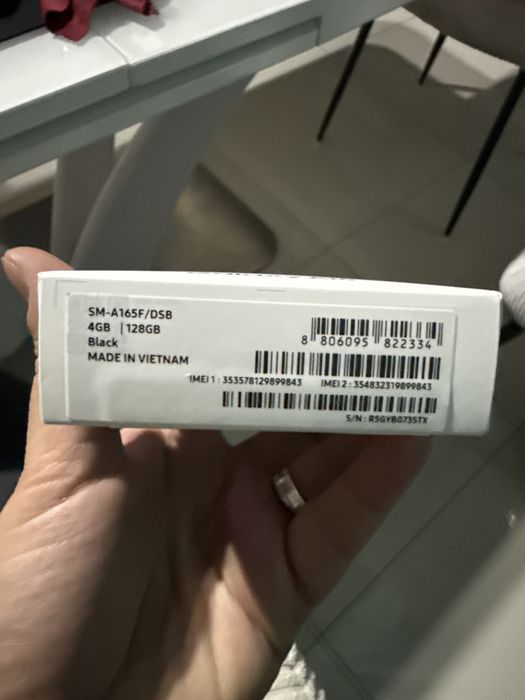 SM-A165F/DSB
4GB | 128GB
Black
MADE IN VIETNAM
8 806095 822334
IMEI 1 : 353578129899843 IMEI 2 : 354832319899843
S/N : R5GYB0735TX